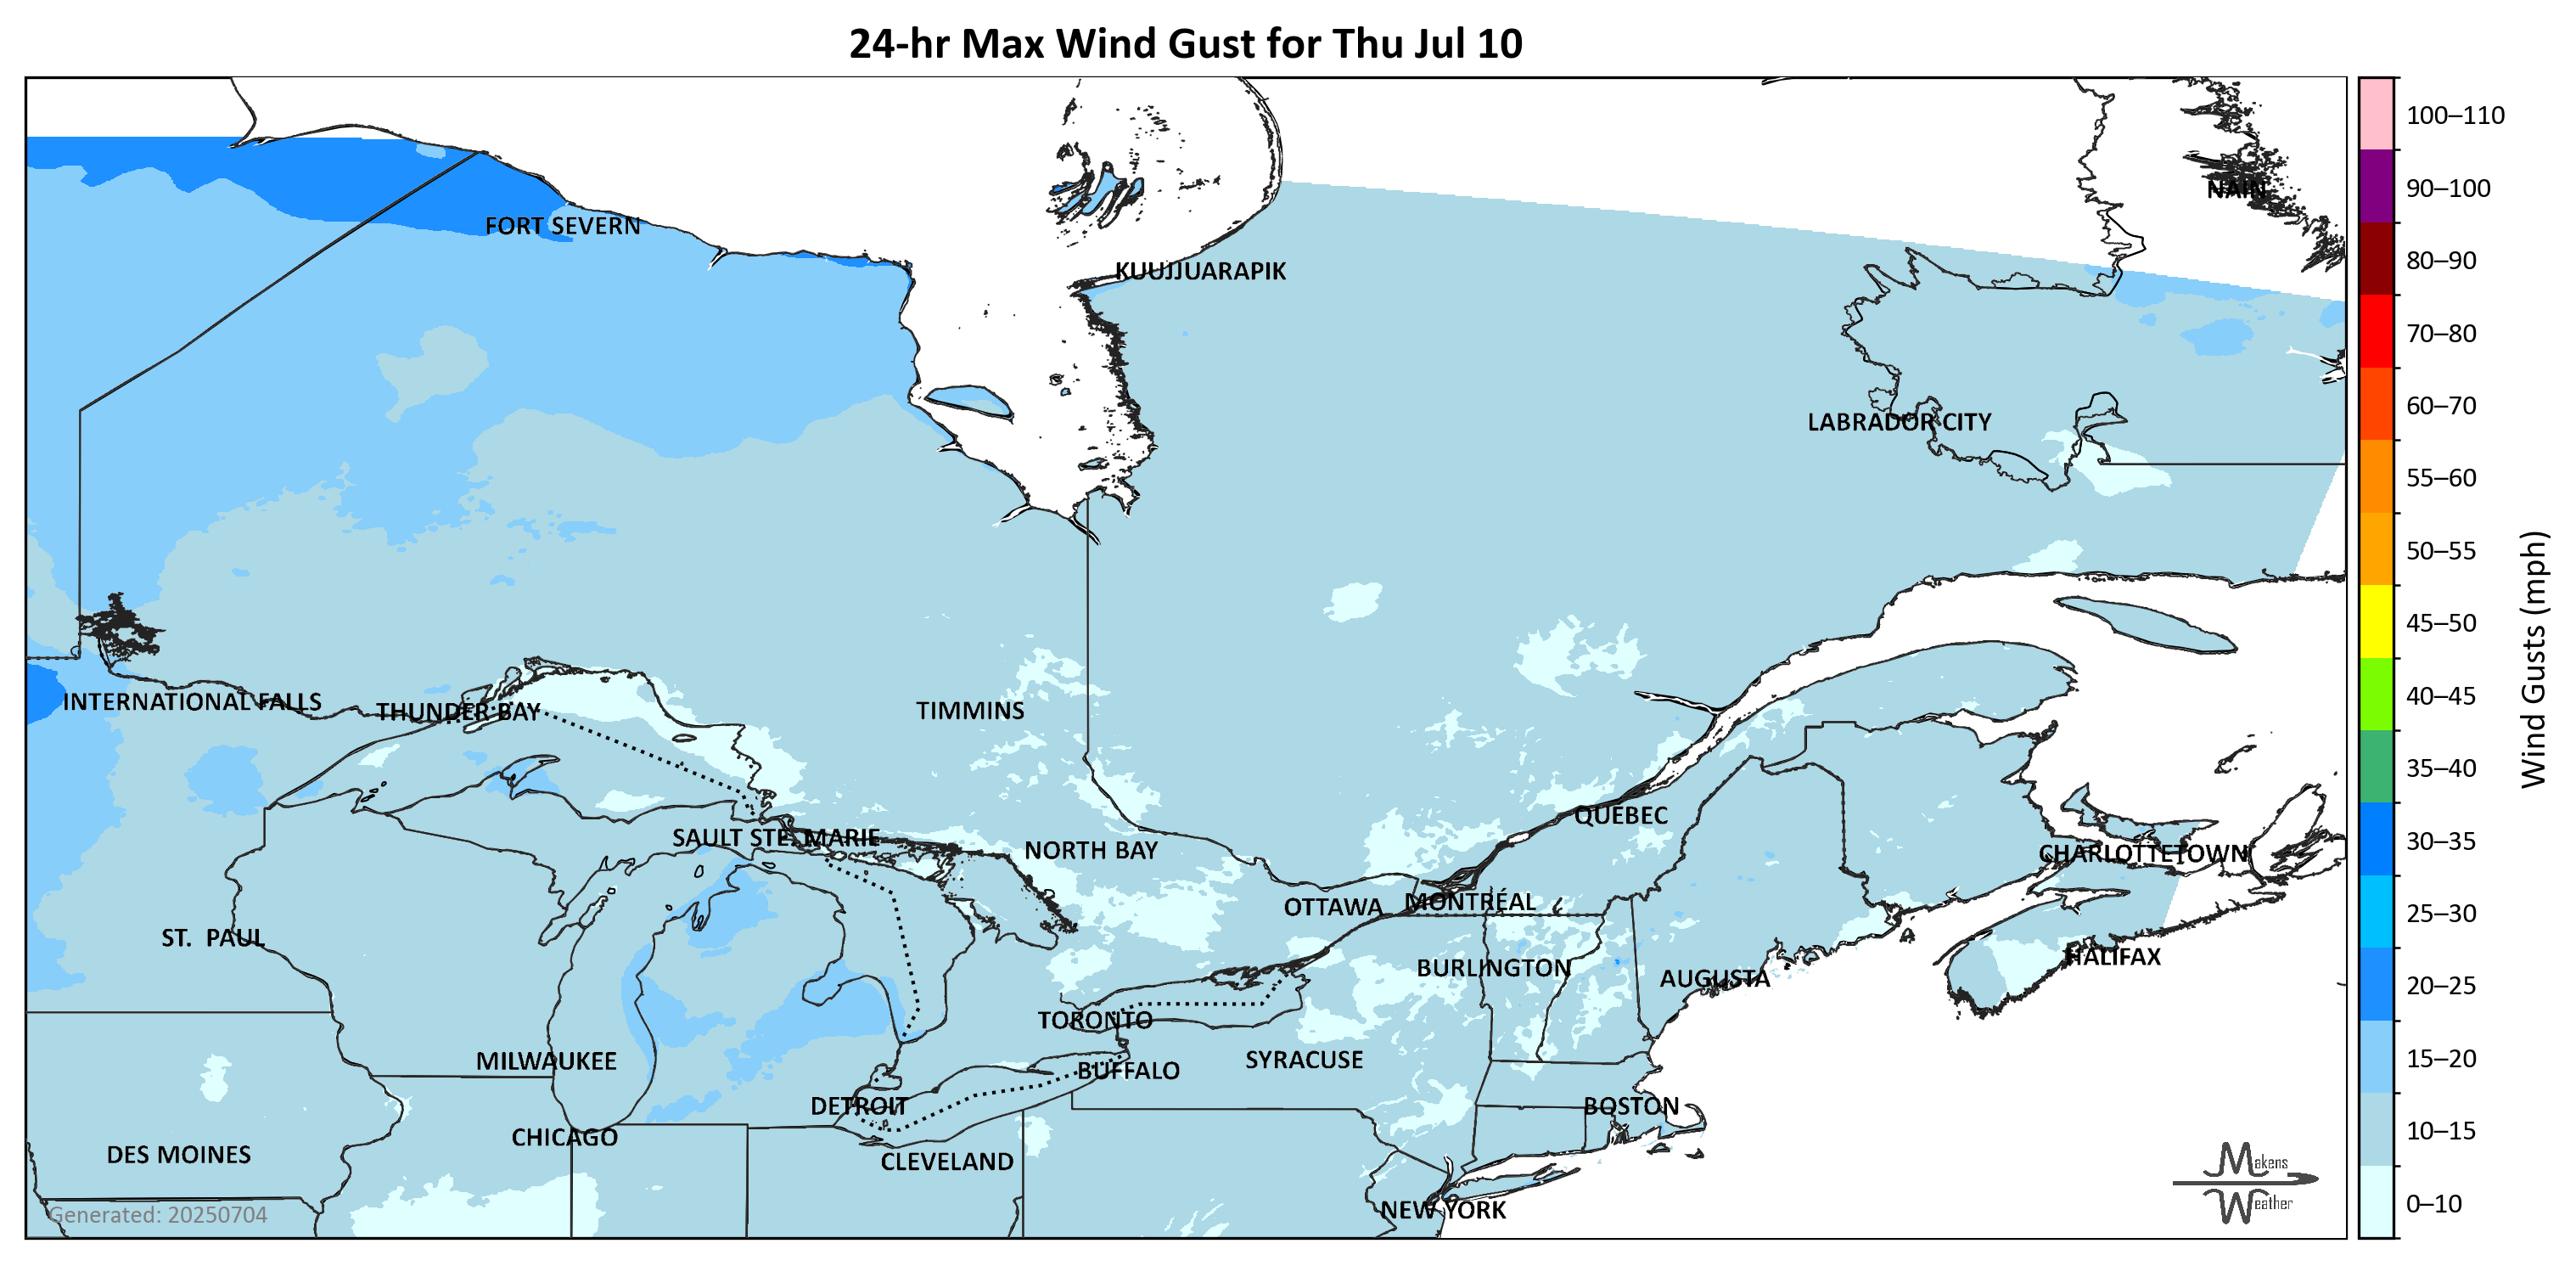 24-hr Max Wind Gust for Thu Jul 10
100–110
90–100
NAIN
FORT SEVERN
80–90
KUUJJUARAPIK
70–80
60–70
LABRADOR CITY
55–60
50–55
45–50
Wind Gusts (mph)
40–45
INTERNATIONAL FALLS
THUNDER BAY
TIMMINS
35–40
QUEBEC
30–35
SAULT STE. MARIE
NORTH BAY
CHARLOTTETOWN
OTTAWA
MONTRÉAL
25–30
ST. PAUL
HALIFAX
BURLINGTON
AUGUSTA
20–25
TORONTO
MILWAUKEE
SYRACUSE
15–20
BUFFALO
DETROIT
BOSTON
10–15
CHICAGO
DES MOINES
CLEVELAND
Makens
Weather
0–10
NEW YORK
Generated: 20250704